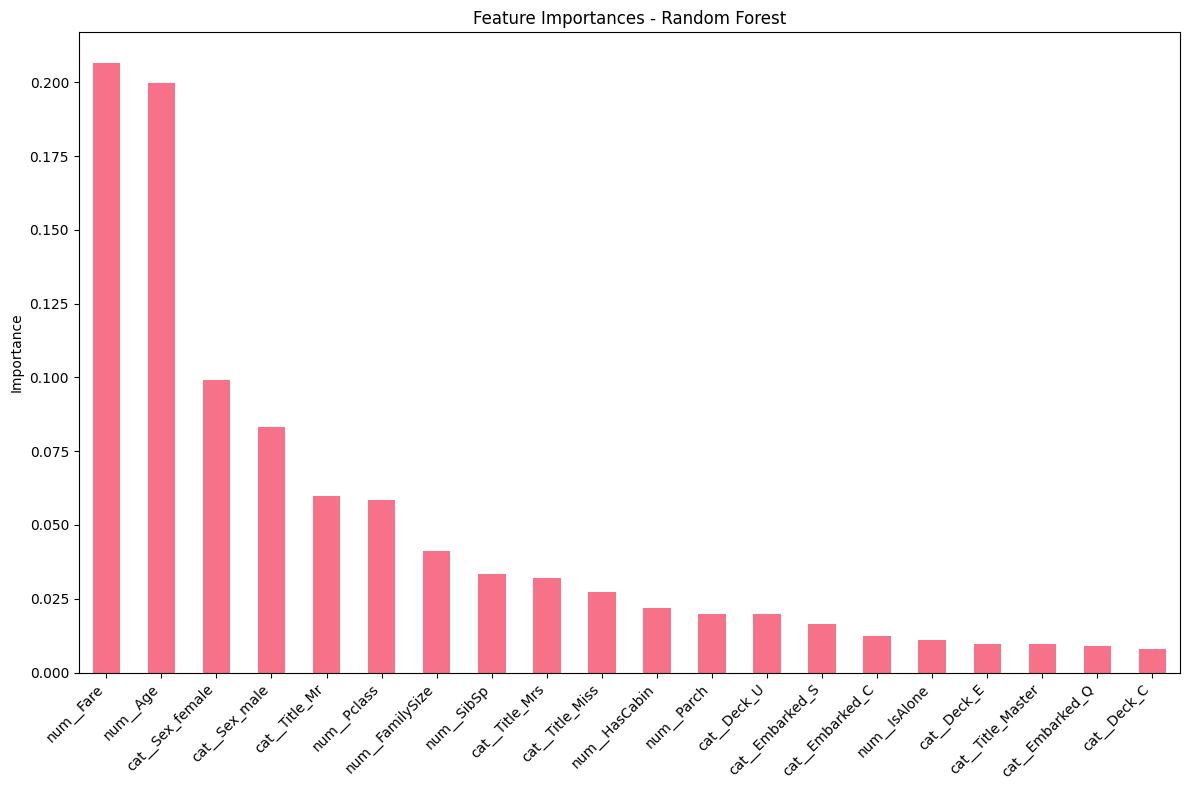 Feature Importances - Random Forest
Importance
0.200
0.175
0.150
0.125
0.100
0.075
0.050
0.025
0.000
num__Fare
num__Age
cat__Sex_female
cat__Sex_male
cat__Title_Mr
num__Pclass
num__FamilySize
num__SibSp
cat__Title_Mrs
cat__Title_Miss
num__HasCabin
num__Parch
cat__Deck_U
cat__Embarked_S
cat__Embarked_C
num__IsAlone
cat__Deck_E
cat__Title_Master
cat__Embarked_Q
cat__Deck_C